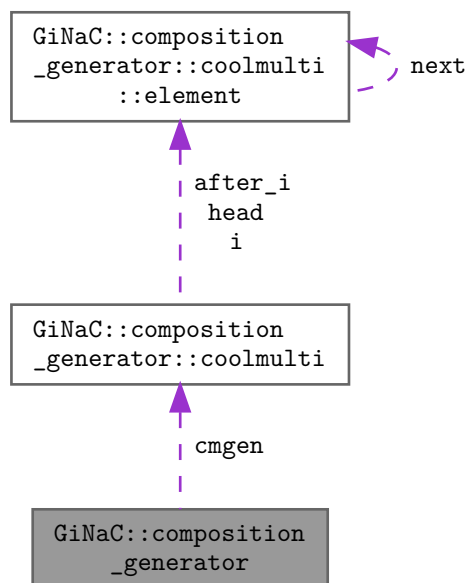 GiNaC::composition
_generator::coolmulti
::element
next
after_i
head
i
GiNaC::composition
_generator::coolmulti
cmgen
GiNaC::composition
_generator